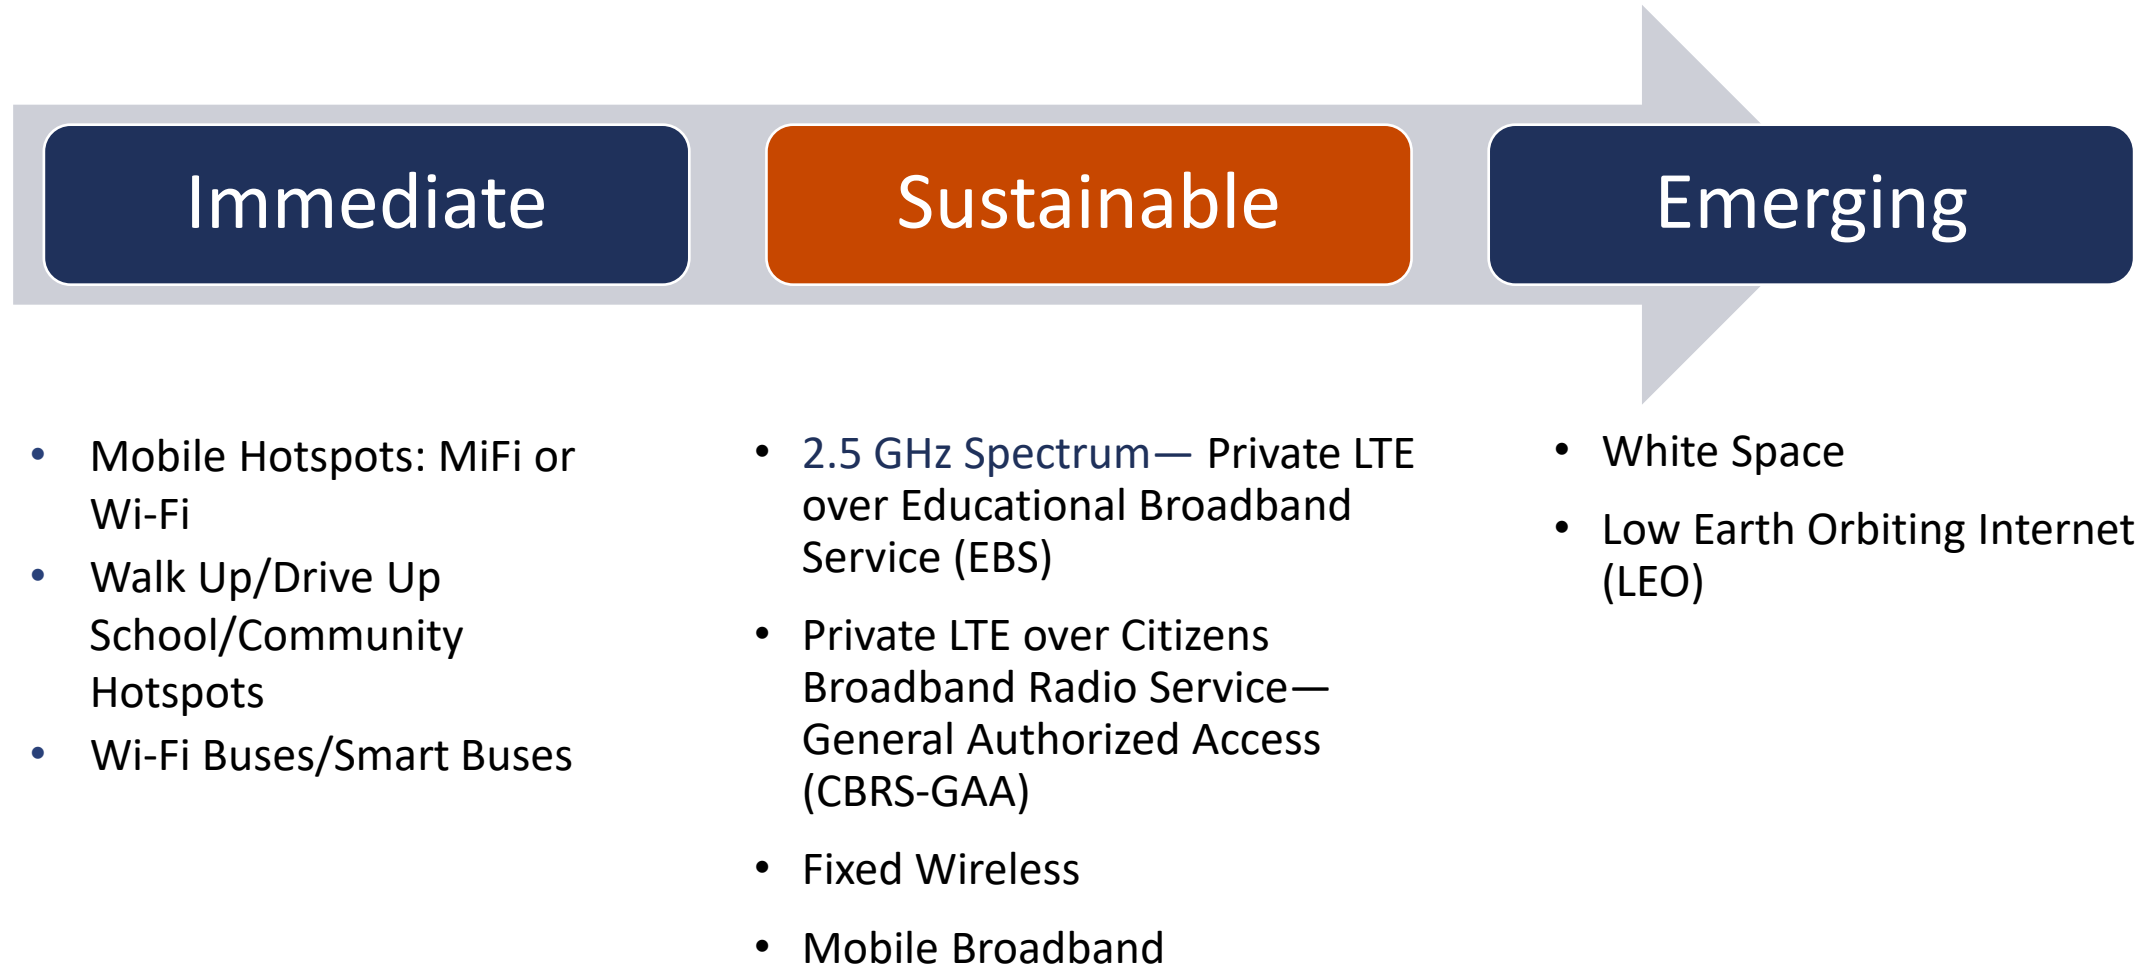 Immediate
Sustainable
Emerging
• Mobile Hotspots: MiFi or
Wi-Fi
• Walk Up/Drive Up
School/Community
Hotspots
• Wi-Fi Buses/Smart Buses
• 2.5 GHz Spectrum— Private LTE
over Educational Broadband
Service (EBS)
• Private LTE over Citizens
Broadband Radio Service—
General Authorized Access
(CBRS-GAA)
• Fixed Wireless
• Mobile Broadband
• White Space
• Low Earth Orbiting Internet
(LEO)